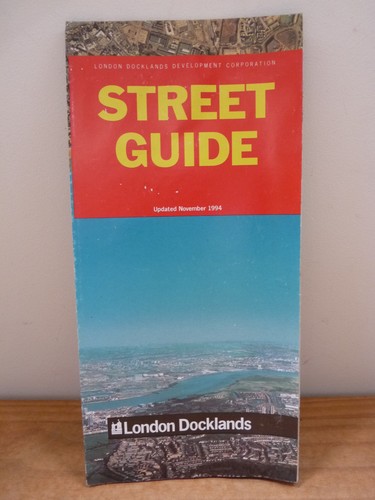 LONDON DOCKLANDS DEVELOPMENT CORPORATION
STREET
GUIDE
Updated November 1994
London Docklands